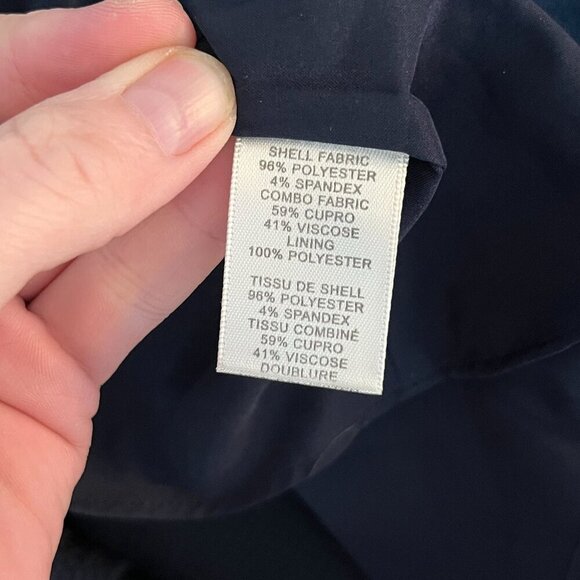 SHELL FABRIC
96% POLYESTER
4% SPANDEX
COMBO FABRIC
59% CUPRO
41% VISCOSE
LINING
100% POLYESTER
TISSU DE SHELL
96% POLYESTER
4% SPANDEX
TISSU COMBINÉ
59% CUPRO
41% VISCOSE
DOUBLURE